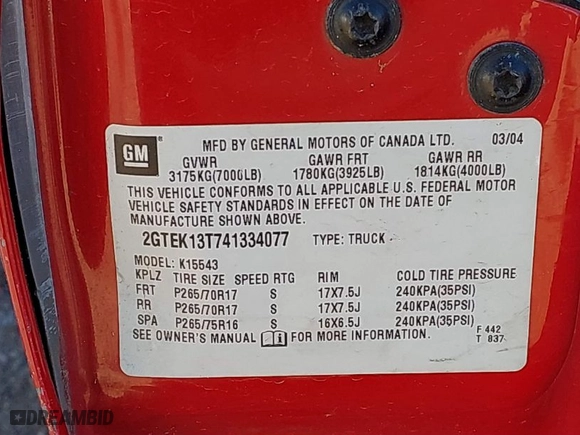 GM
MFD BY GENERAL MOTORS OF CANADA LTD. 03/04
GVWR GAWR FRT GAWR RR
3175KG(7000LB) 1780KG(3925LB) 1814KG(4000LB)
THIS VEHICLE CONFORMS TO ALL APPLICABLE U.S. FEDERAL MOTOR
VEHICLE SAFETY STANDARDS IN EFFECT ON THE DATE OF
MANUFACTURE SHOWN ABOVE.
2GTEK13T741334077 TYPE: TRUCK
MODEL: K15543
KPLZ TIRE SIZE SPEED RTG RIM COLD TIRE PRESSURE
FRT P265/70R17 S 17X7.5J 240KPA(35PSI)
RR P265/70R17 S 17X7.5J 240KPA(35PSI)
SPA P265/75R16 S 16X6.5J 240KPA(35PSI)
SEE OWNER'S MANUAL FOR MORE INFORMATION. F 442
T 837
DREAMBID